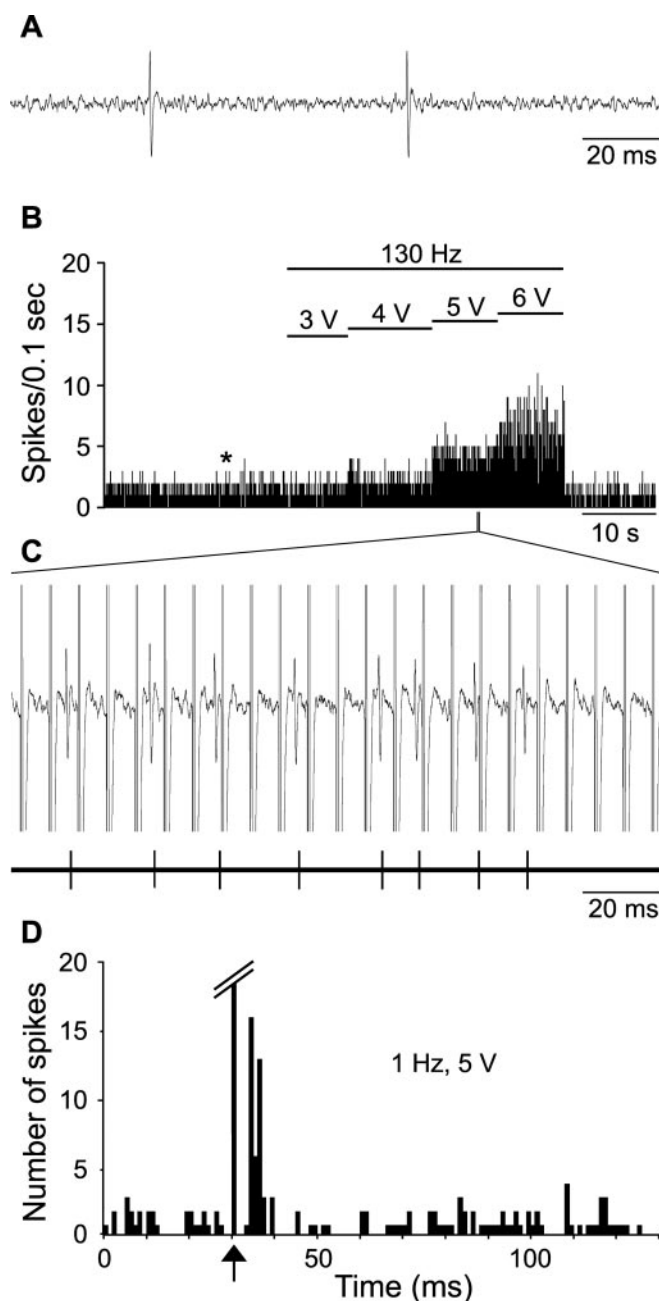 A
20 ms
B
130 Hz
3 V 4 V 5 V 6 V
20
15
10
5
0
Spikes/0.1 sec
*
10 s
C
20 ms
D
20
15
10
5
0
Number of spikes
1 Hz, 5 V
0 50 100
Time (ms)